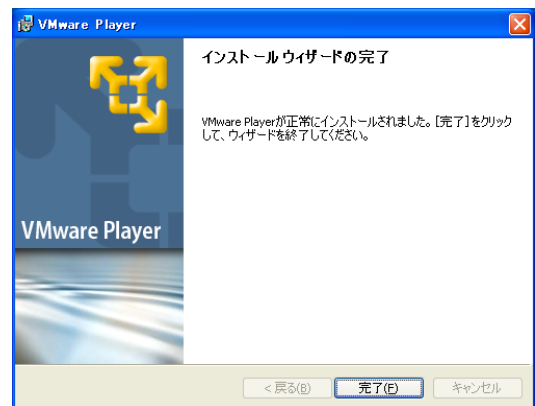 VMware Player
インストール ウィザードの完了
VMware Playerが正常にインストールされました。[完了]をクリック
して、ウィザードを終了してください。
VMware Player
< 戻る(B)
完了(F)
キャンセル